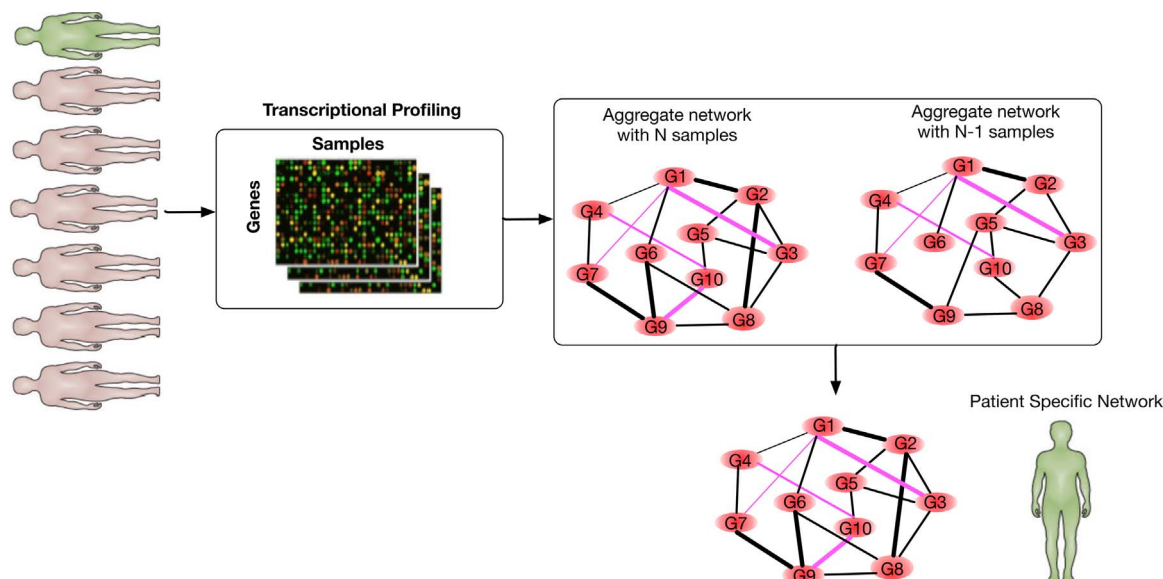 Transcriptional Profiling
Samples
Genes
Aggregate network
with N samples
G1
G2
G4
G5
G3
G6
G7
G10
G9
G8
Aggregate network
with N-1 samples
G1
G2
G4
G5
G6
G3
G7
G10
G9
G8
Patient Specific Network
G1
G2
G4
G5
G6
G3
G7
G10
G9
G8